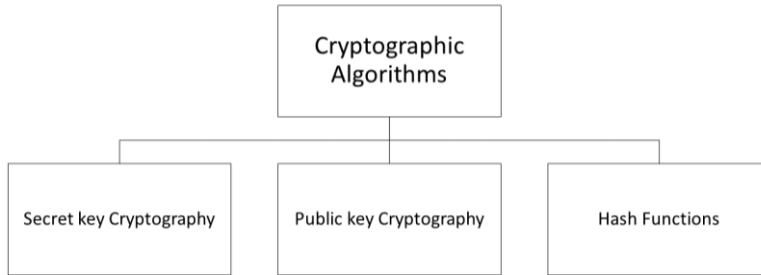 Cryptographic
Algorithms
Secret key Cryptography
Public key Cryptography
Hash Functions